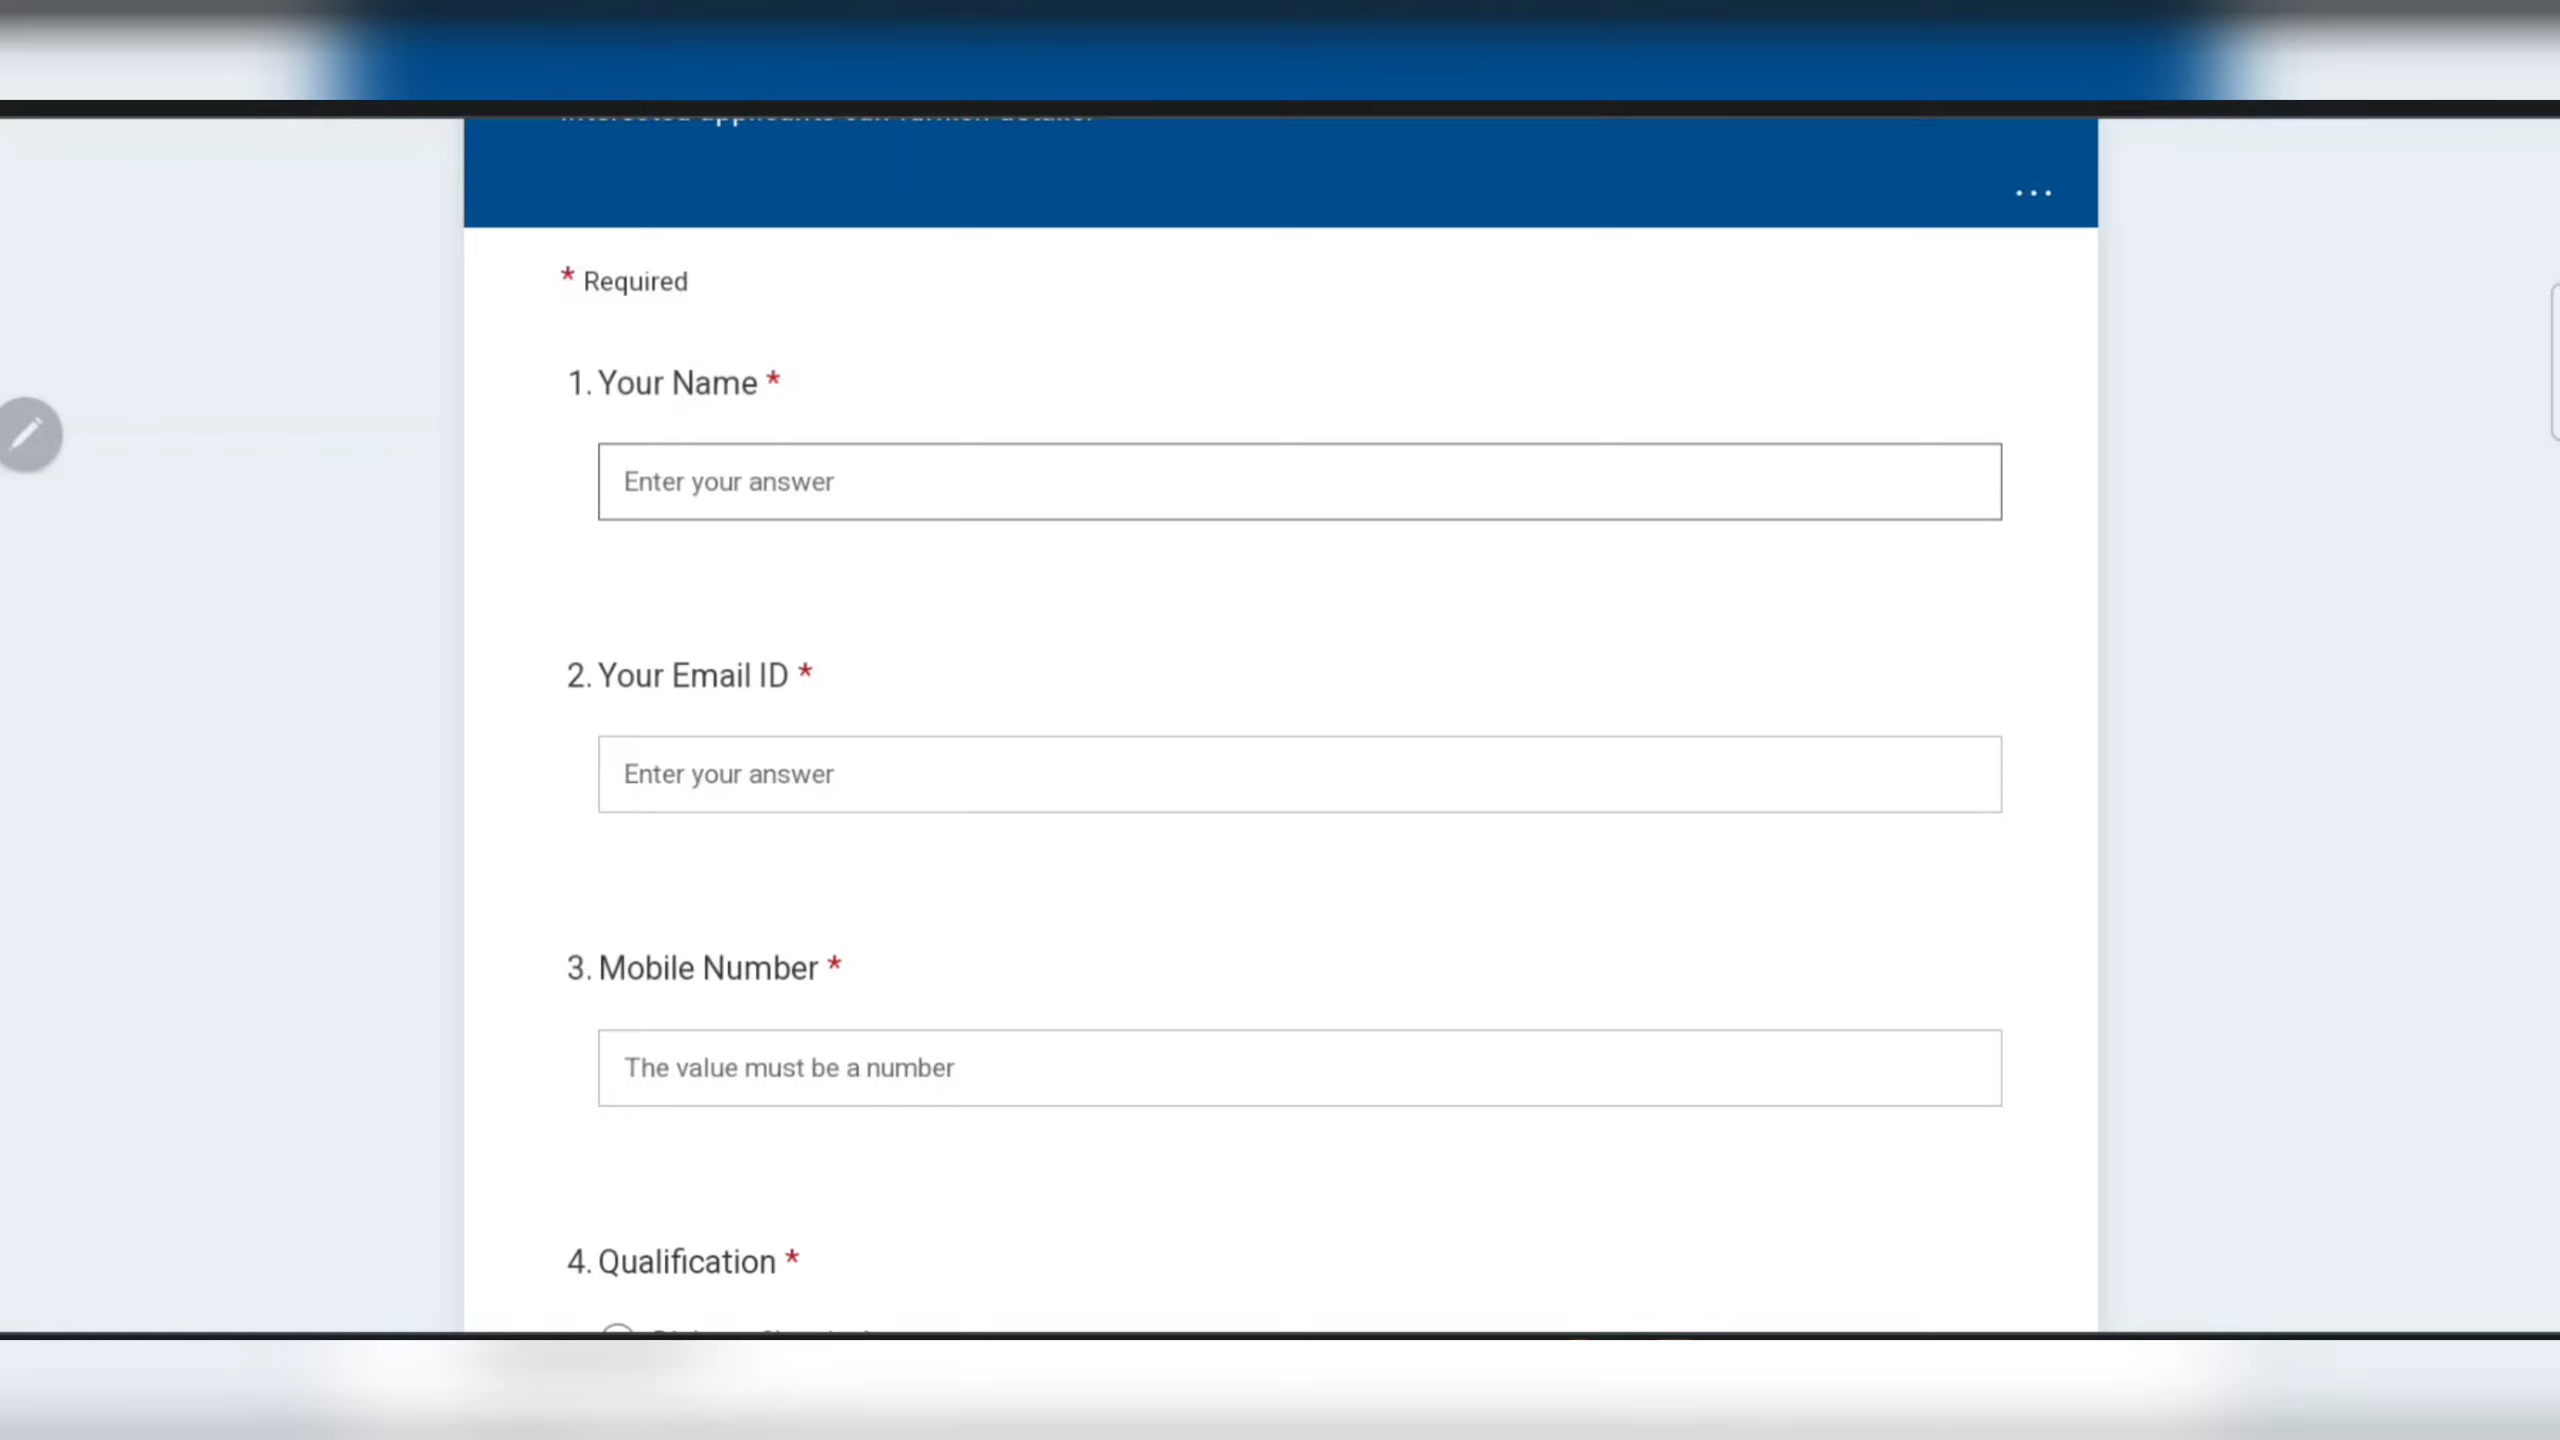 ...
* Required
1. Your Name *
Enter your answer
2. Your Email ID *
Enter your answer
3. Mobile Number *
The value must be a number
4. Qualification *